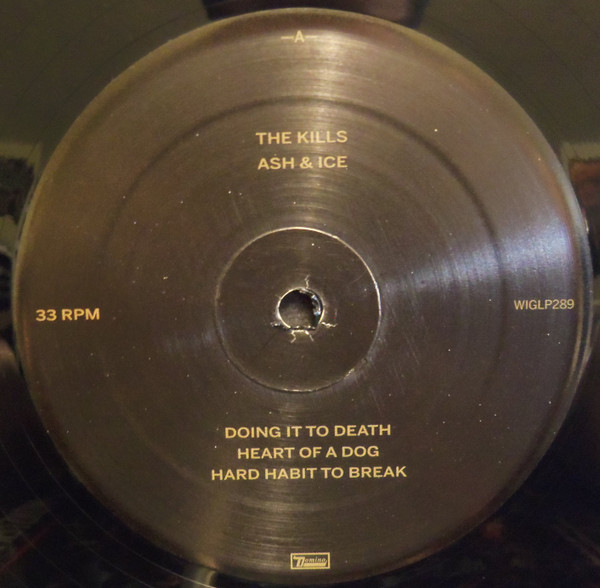 —A—
THE KILLS
ASH & ICE
33 RPM
WIGLP289
DOING IT TO DEATH
HEART OF A DOG
HARD HABIT TO BREAK
Domino